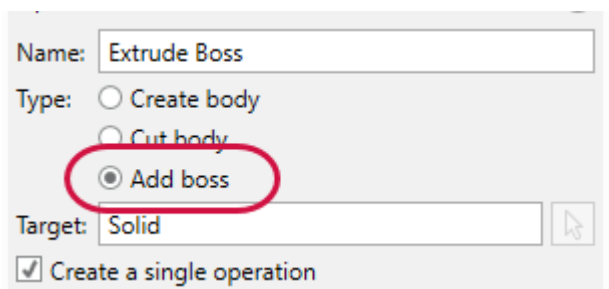 Name: Extrude Boss
Type: Create body
Cut body
Add boss
Target: Solid
Create a single operation